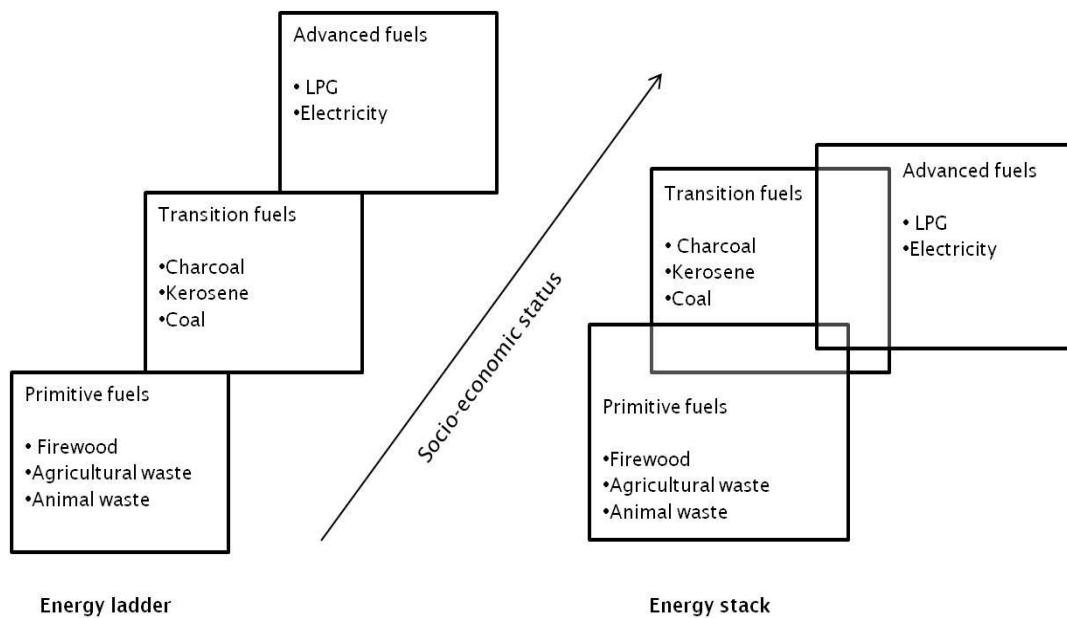 Advanced fuels
• LPG
•Electricity
Transition fuels
•Charcoal
•Kerosene
•Coal
Primitive fuels
• Firewood
•Agricultural waste
•Animal waste
Energy ladder
Socio-economic status
Advanced fuels
• LPG
•Electricity
Transition fuels
• Charcoal
•Kerosene
•Coal
Primitive fuels
•Firewood
•Agricultural waste
•Animal waste
Energy stack